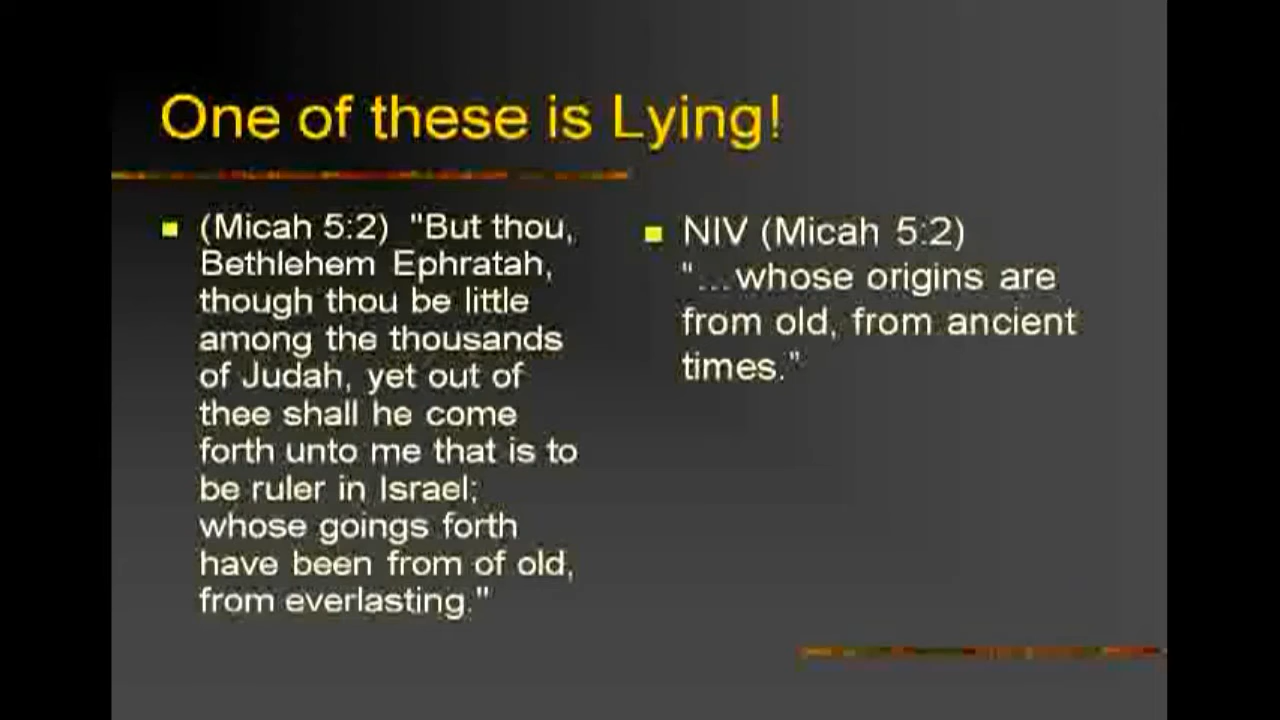 One of these is Lying!
(Micah 5:2) "But thou,
Bethlehem Ephratah,
though thou be little
among the thousands
of Judah, yet out of
thee shall he come
forth unto me that is to
be ruler in Israel;
whose goings forth
have been from of old,
from everlasting."
NIV (Micah 5:2)
"...whose origins are
from old, from ancient
times."